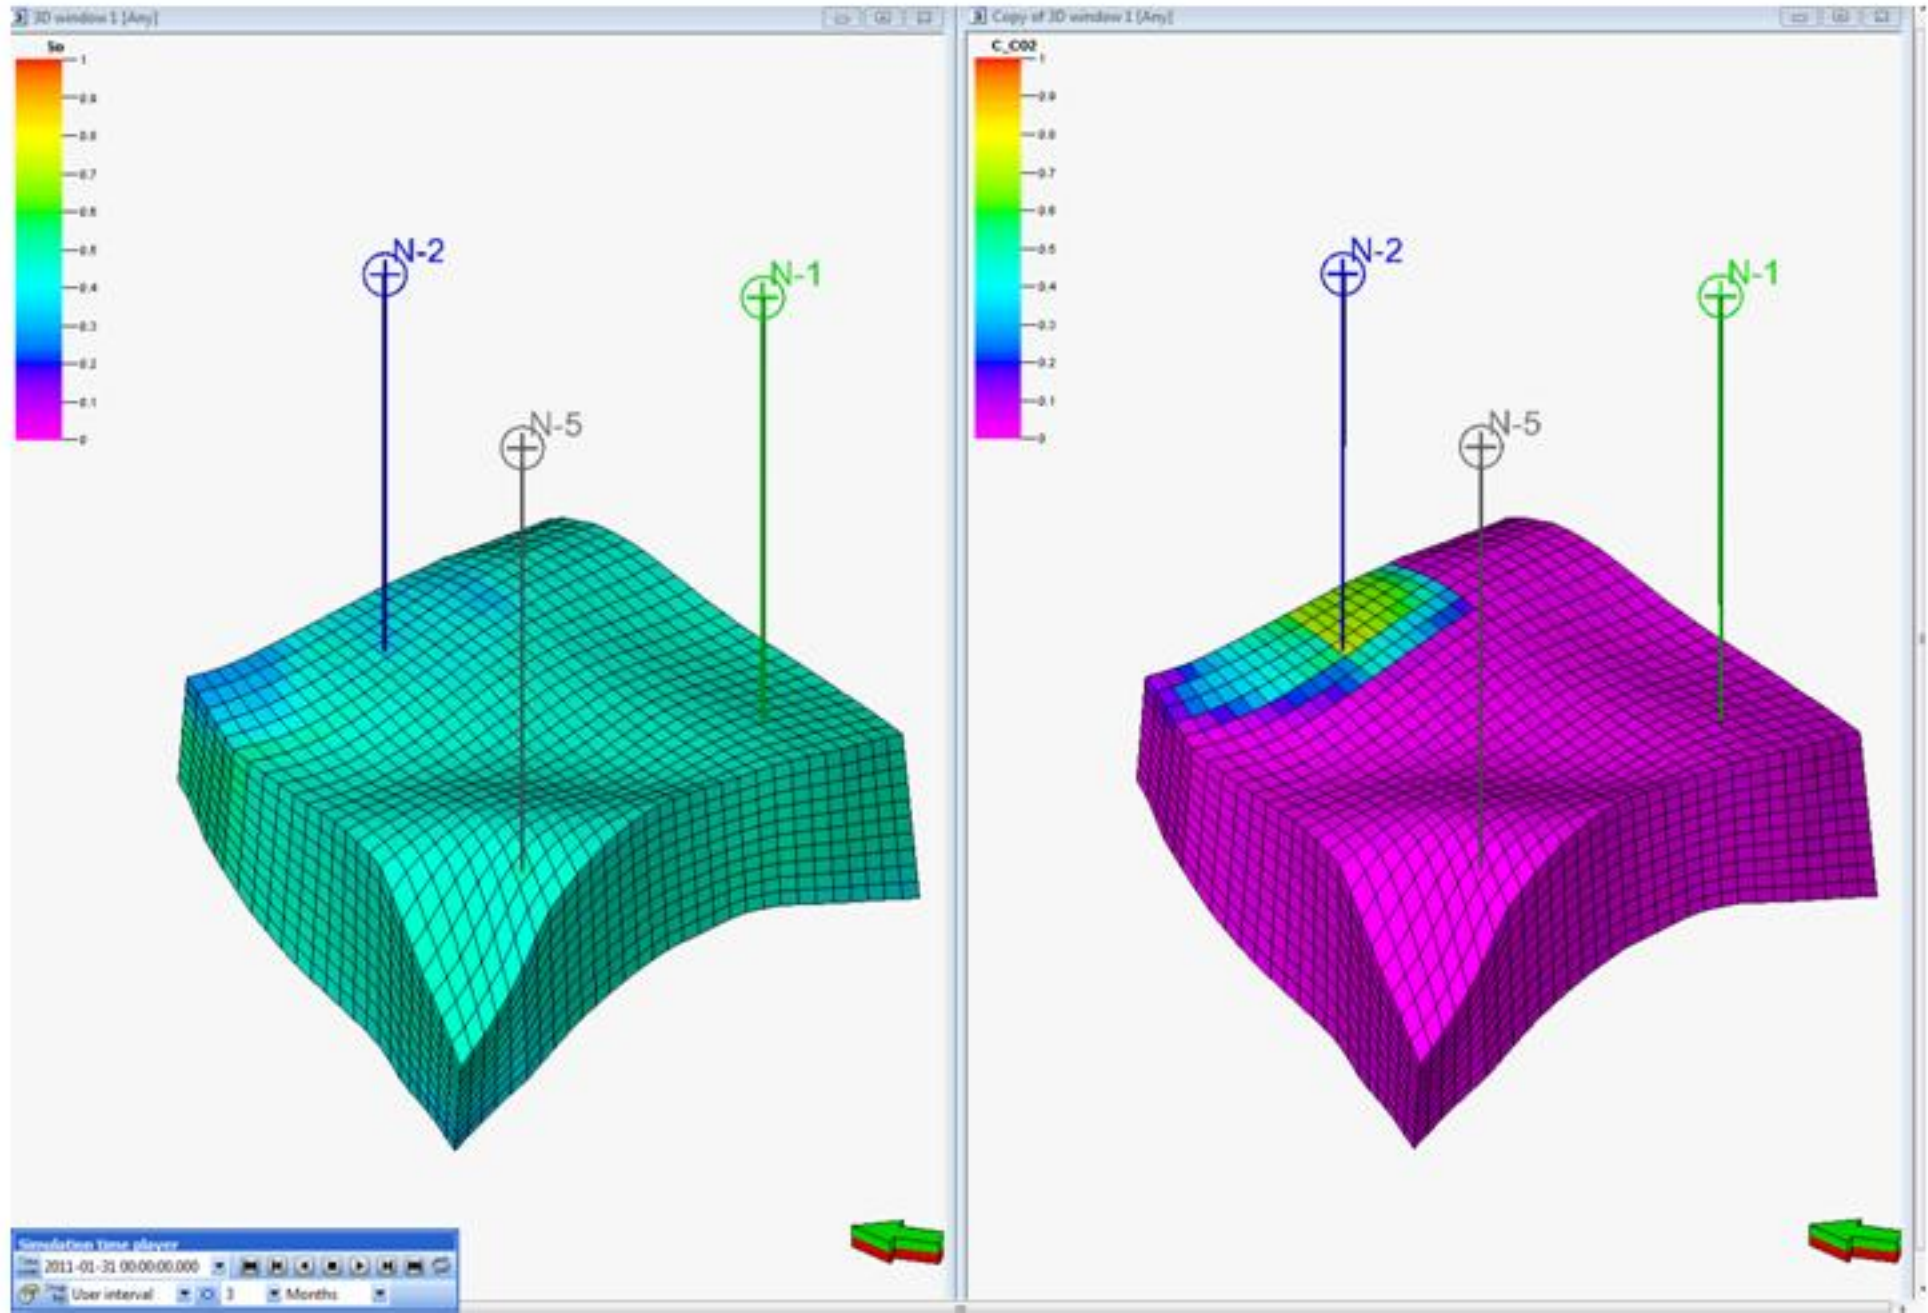 3D window 1 [Any]
So
1
0.9
0.8
0.7
0.6
0.5
0.4
0.3
0.2
0.1
0
N-2
N-1
N-5
Simulation time player
2011-01-31 00:00:00.000
User interval
3
Months
Copy of 3D window 1 [Any]
C_CO2
1
0.9
0.8
0.7
0.6
0.5
0.4
0.3
0.2
0.1
0
N-2
N-1
N-5